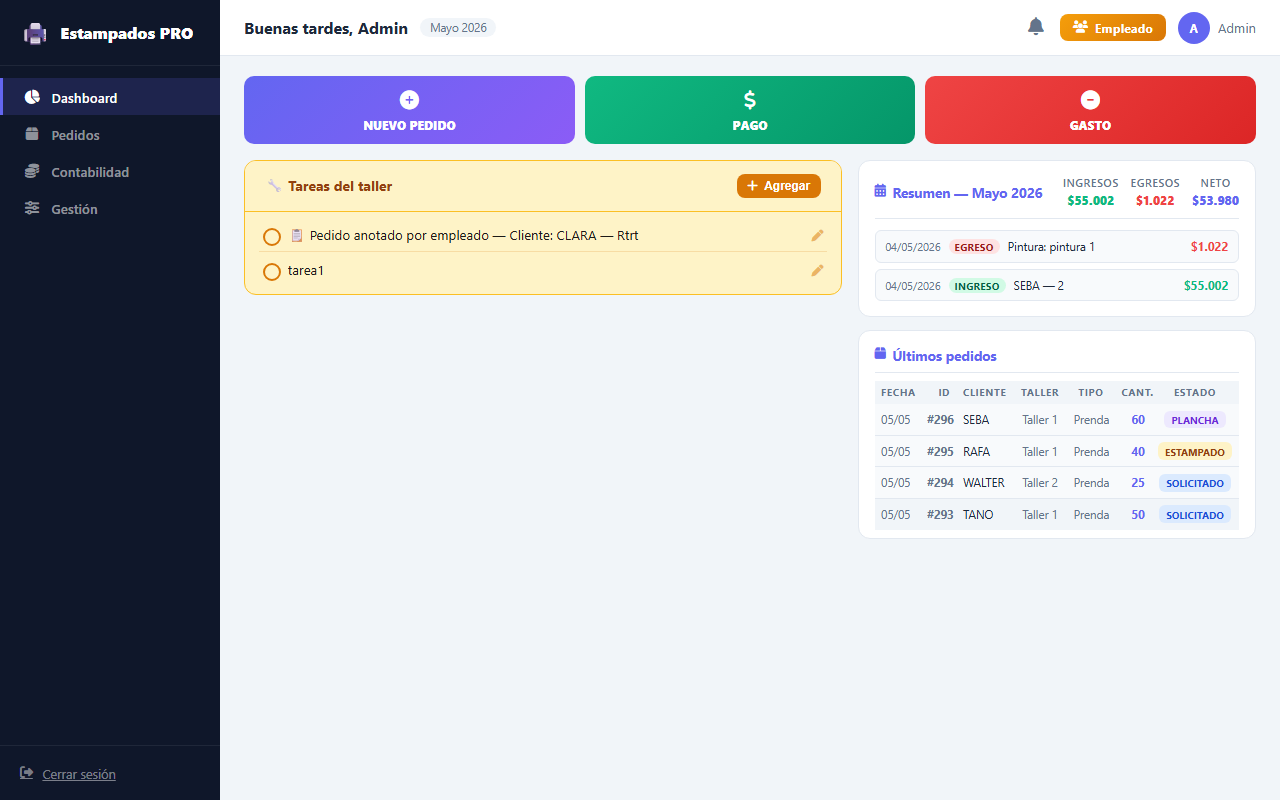 Estampados PRO
Dashboard
Pedidos
Contabilidad
Gestión
Cerrar sesión
Buenas tardes, Admin
Mayo 2026
Empleado
A
Admin
NUEVO PEDIDO
PAGO
GASTO
Tareas del taller
Agregar
Pedido anotado por empleado — Cliente: CLARA — Rtrt
tarea1
Resumen — Mayo 2026
INGRESOS EGRESOS NETO
$55.002 $1.022 $53.980
04/05/2026 EGRESO Pintura: pintura 1 $1.022
04/05/2026 INGRESO SEBA — 2 $55.002
Últimos pedidos
FECHA ID CLIENTE TALLER TIPO CANT. ESTADO
05/05 #296 SEBA Taller 1 Prenda 60 PLANCHA
05/05 #295 RAFA Taller 1 Prenda 40 ESTAMPADO
05/05 #294 WALTER Taller 2 Prenda 25 SOLICITADO
05/05 #293 TANO Taller 1 Prenda 50 SOLICITADO